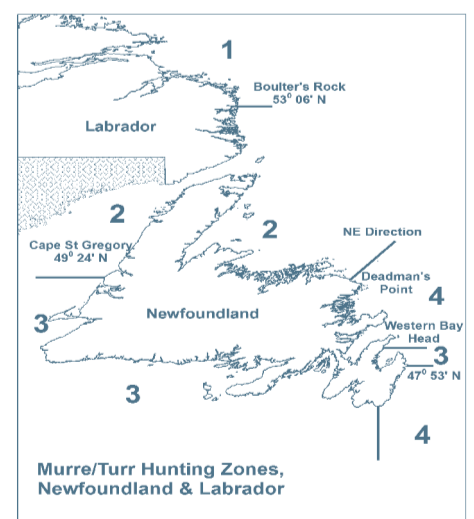 1
Boulter's Rock
53⁰ 06' N
Labrador
2
2
NE Direction
Cape St Gregory
49⁰ 24' N
Deadman's
Point
4
Newfoundland
3
Western Bay
Head
3
47⁰ 53' N
3
4
Murre/Turr Hunting Zones,
Newfoundland & Labrador